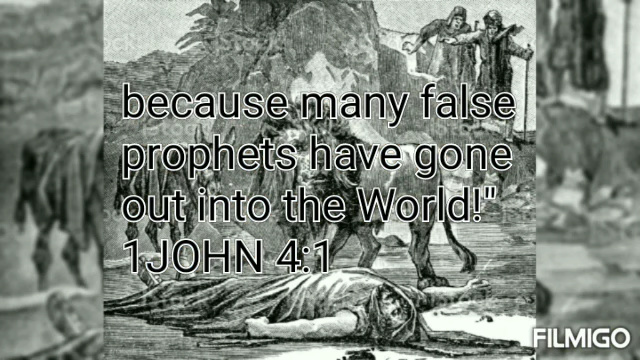 because many false
prophets have gone
out into the World!"
1JOHN 4:1
FILMIGO